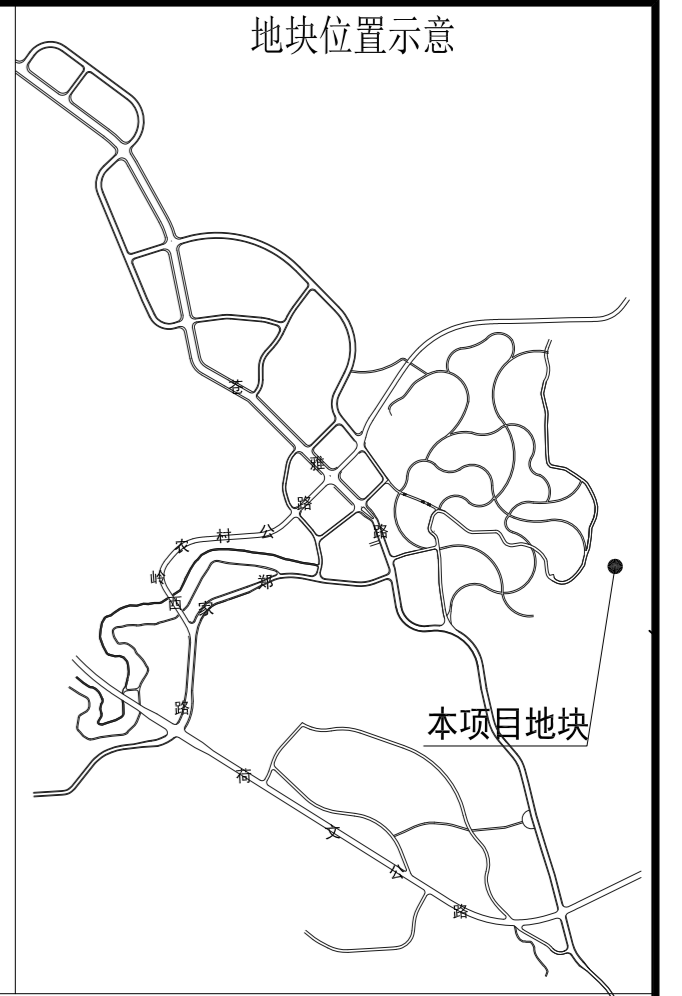 地块位置示意
苍雅路
农村公路
郑家
岭西路
本项目地块
荷文公路